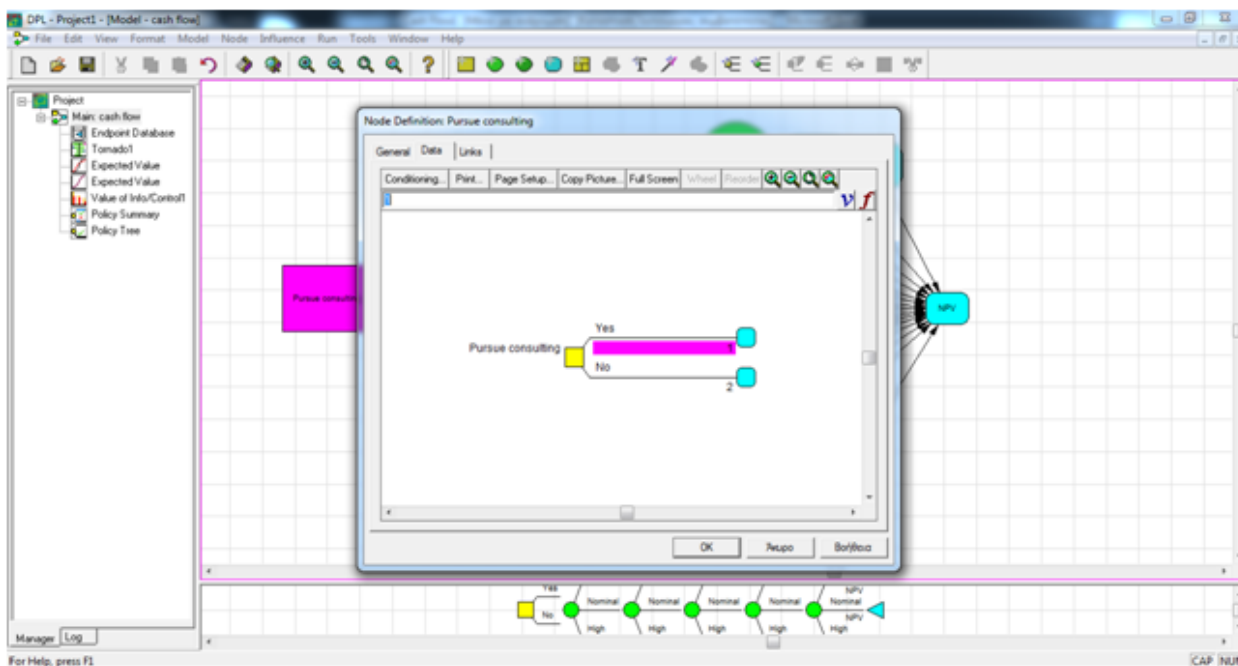 DPL - Project1 - [Model - cash flow]
File Edit View Format Model Node Influence Run Tools Window Help
Project
Main: cash flow
Endpoint Database
Tornado1
Expected Value
Expected Value
Value of Info/Control1
Policy Summary
Policy Tree
Manager Log
Node Definition: Pursue consulting
General Data Links
Conditioning... Print... Page Setup... Copy Picture... Full Screen Wheel Reorder
1
Pursue consulting
Yes
1
No
2
OK Άκυρο Βοήθεια
Pursue consulting
NPV
Yes
No
Nominal Nominal Nominal Nominal
High High High High High
NPV
Nominal
NPV
For Help, press F1
CAP NUM